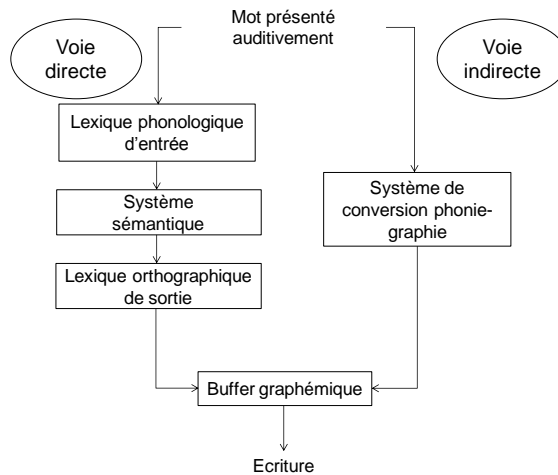 Mot présenté
auditivement
Voie
directe
Voie
indirecte
Lexique phonologique
d'entrée
Système
sémantique
Lexique orthographique
de sortie
Système de
conversion phonie-
graphie
Buffer graphémique
Ecriture